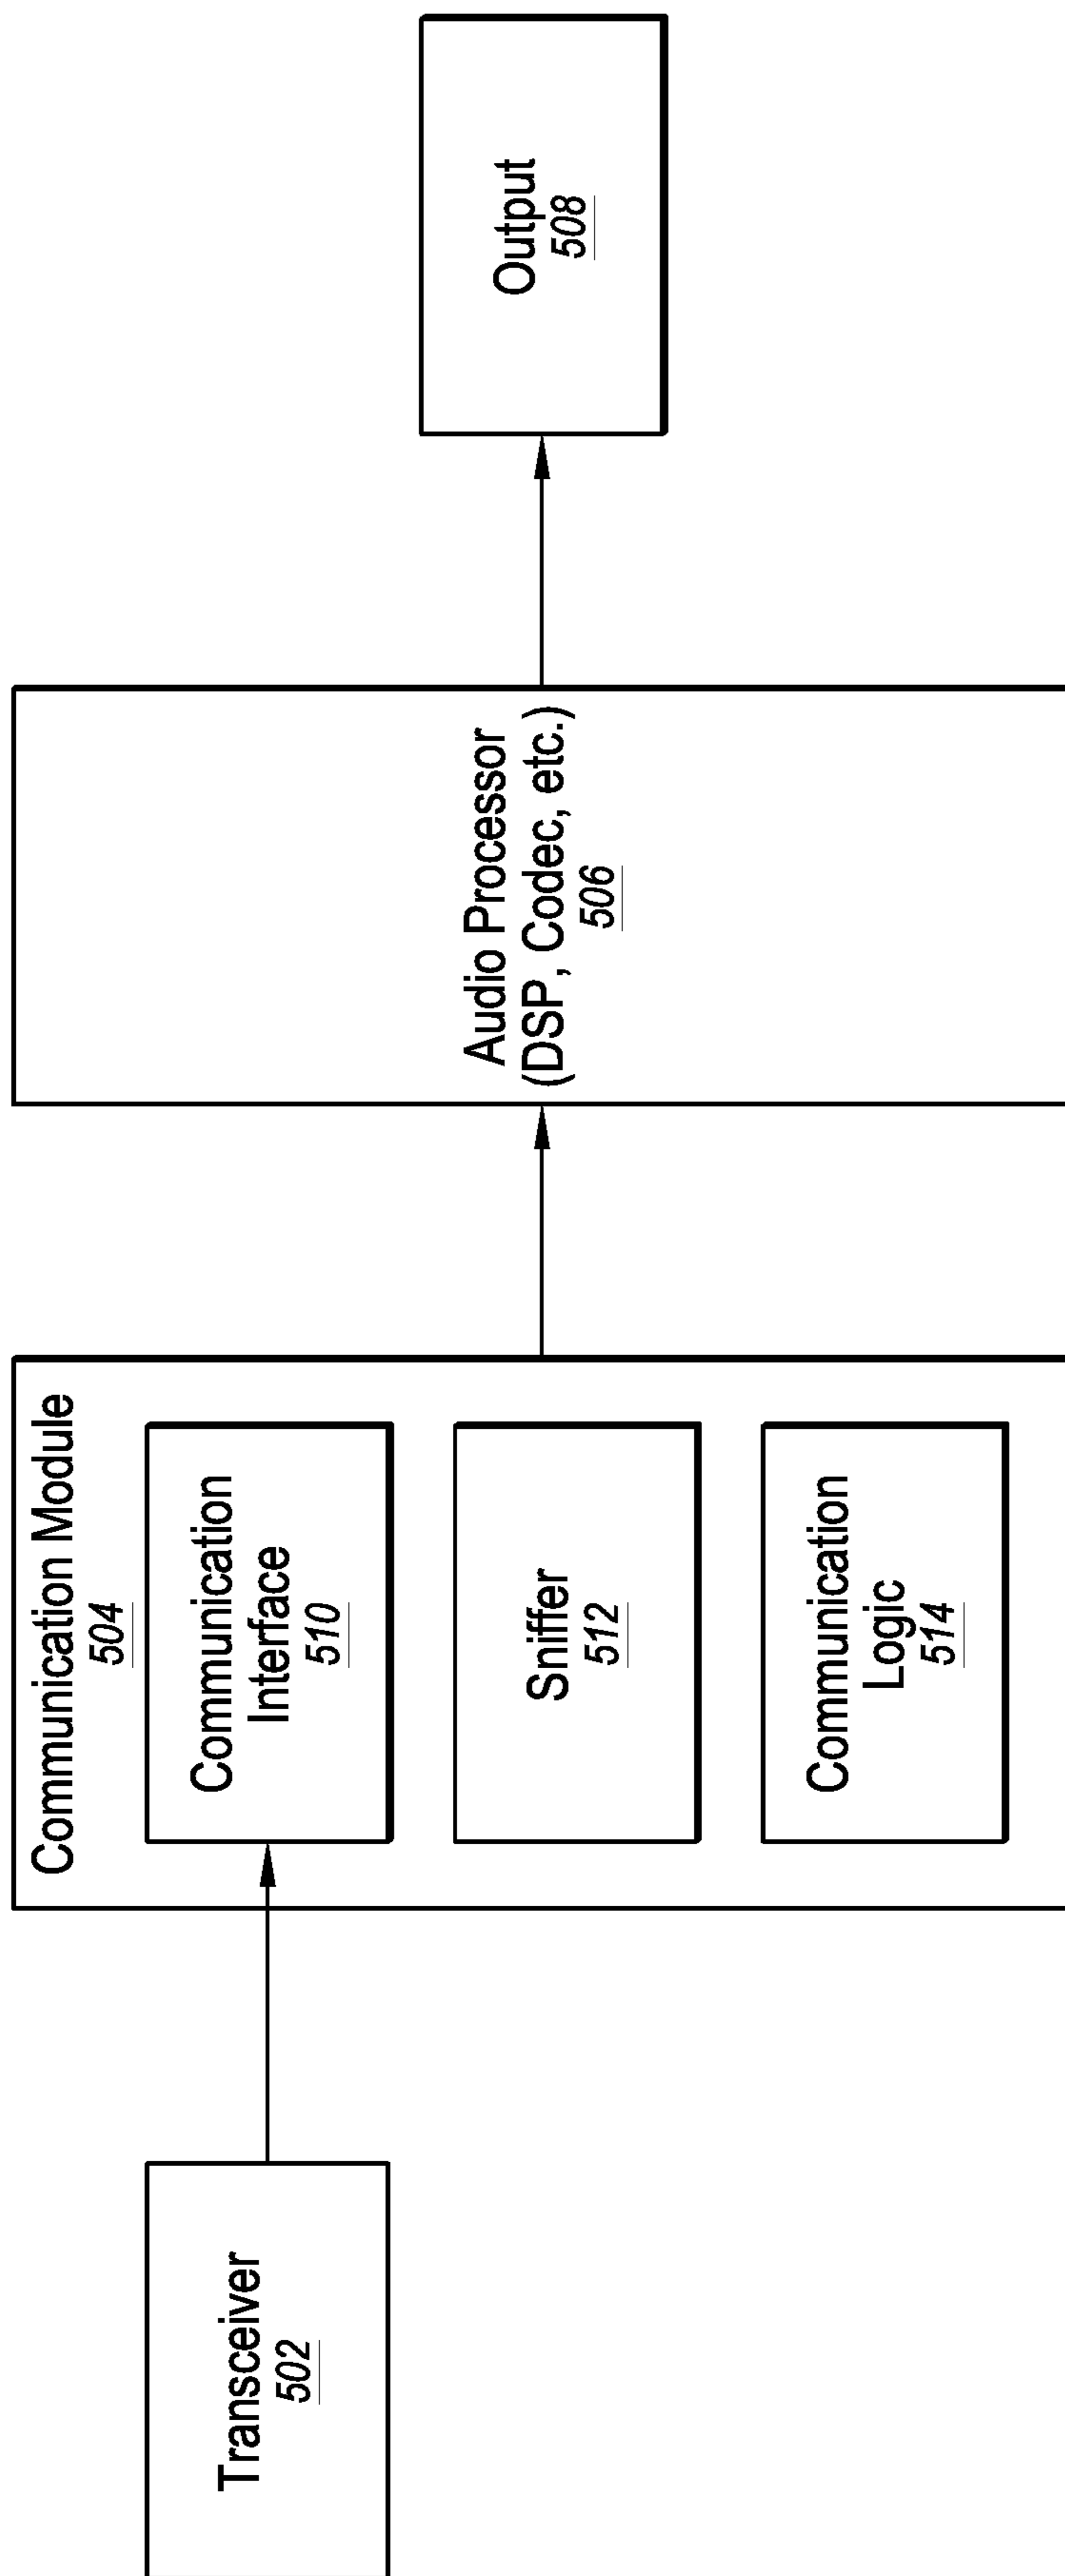 Transceiver
502
Communication Module
504
Communication
Interface
510
Sniffer
512
Communication
Logic
514
Audio Processor
(DSP, Codec, etc.)
506
Output
508